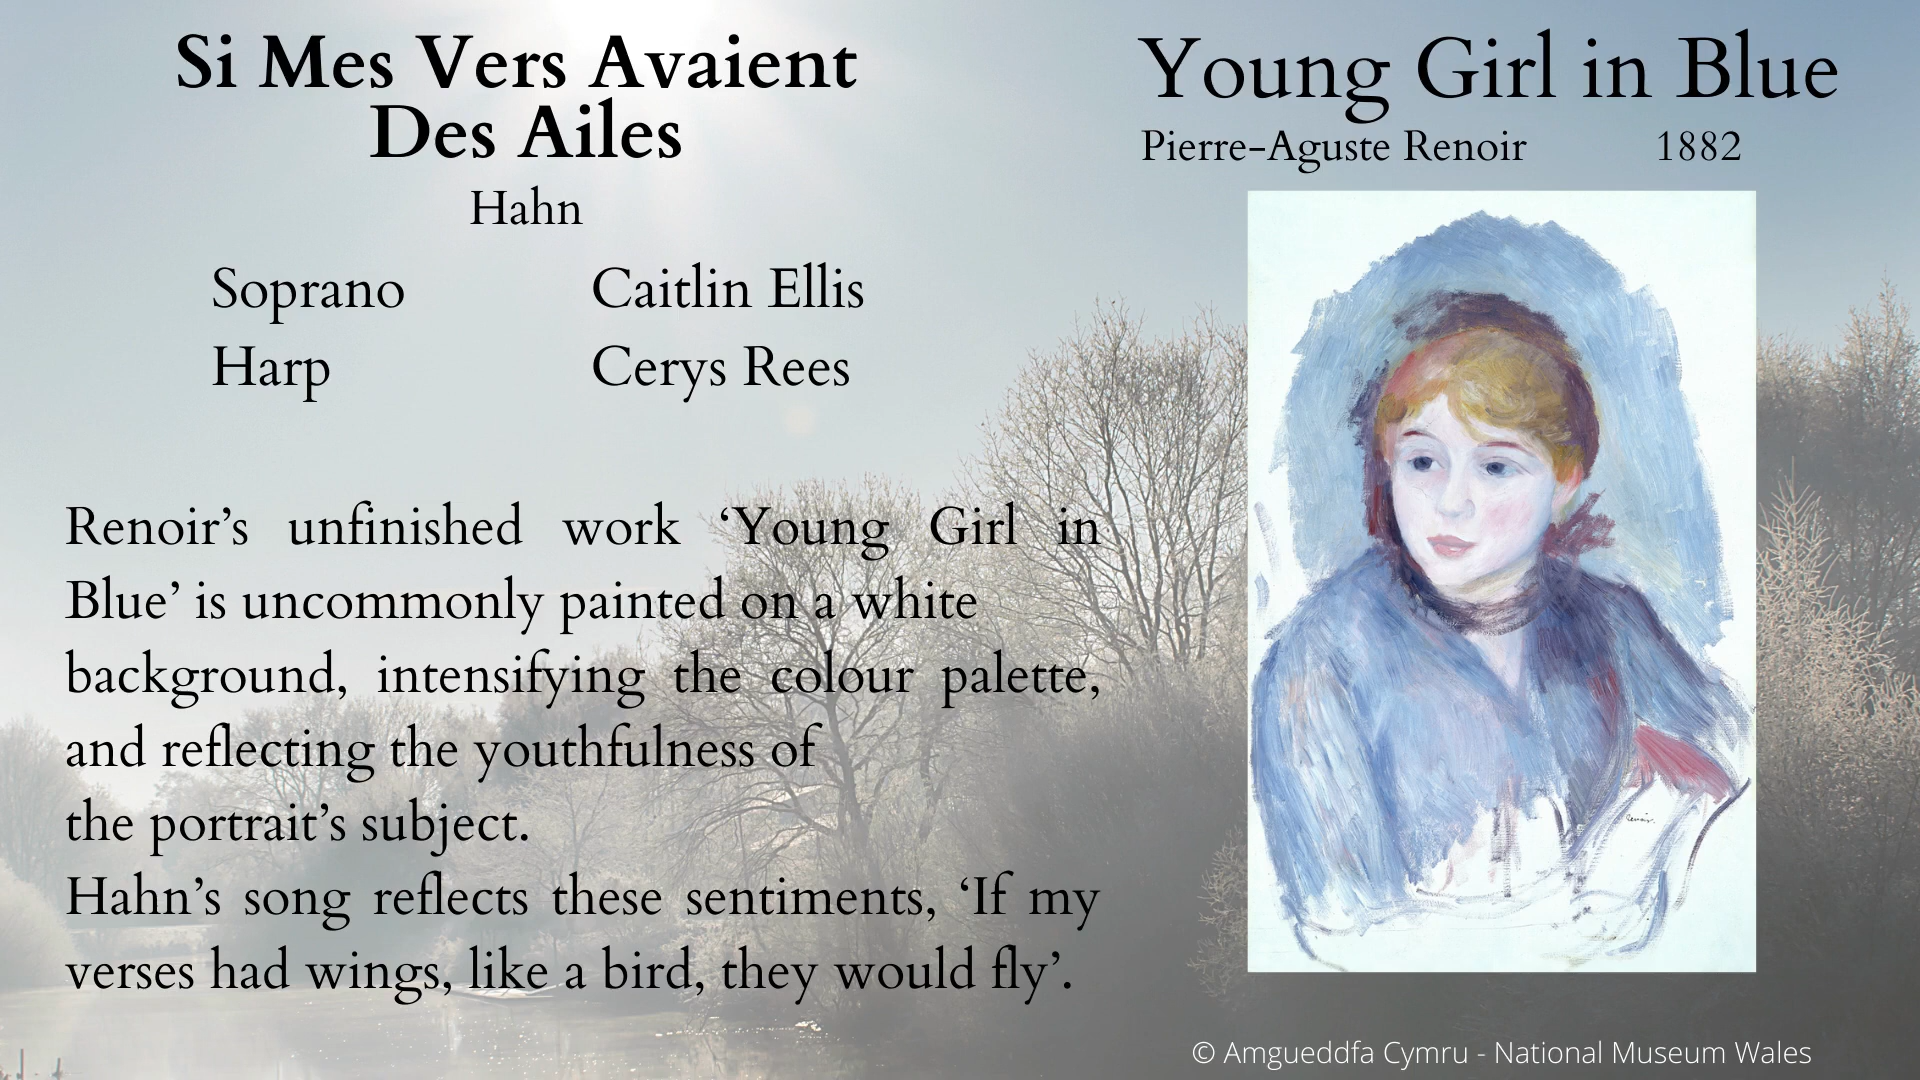 Si Mes Vers Avaient
Des Ailes
Hahn
Soprano Caitlin Ellis
Harp Cerys Rees
Renoir’s unfinished work ‘Young Girl in
Blue’ is uncommonly painted on a white
background, intensifying the colour palette,
and reflecting the youthfulness of
the portrait’s subject.
Hahn’s song reflects these sentiments, ‘If my
verses had wings, like a bird, they would fly’.
Young Girl in Blue
Pierre-Aguste Renoir 1882
Renoir.
© Amgueddfa Cymru - National Museum Wales